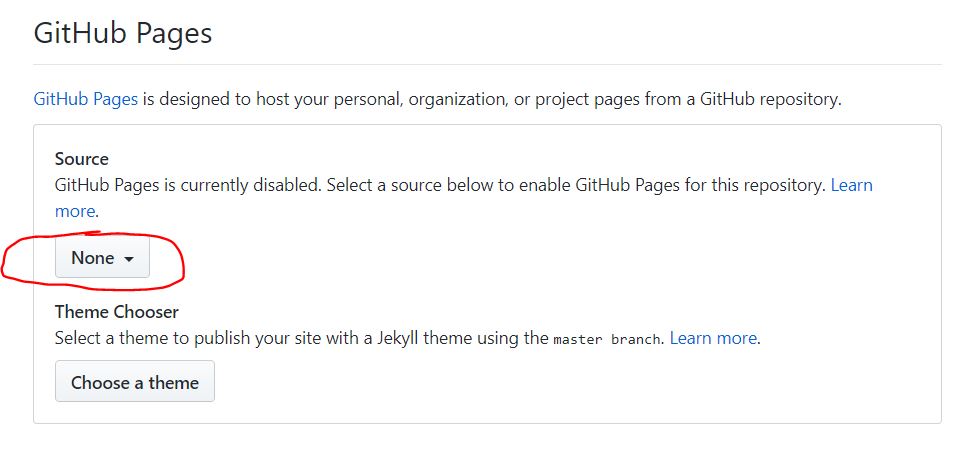 GitHub Pages
GitHub Pages is designed to host your personal, organization, or project pages from a GitHub repository.
Source
GitHub Pages is currently disabled. Select a source below to enable GitHub Pages for this repository. Learn
more.
None
Theme Chooser
Select a theme to publish your site with a Jekyll theme using the master branch. Learn more.
Choose a theme